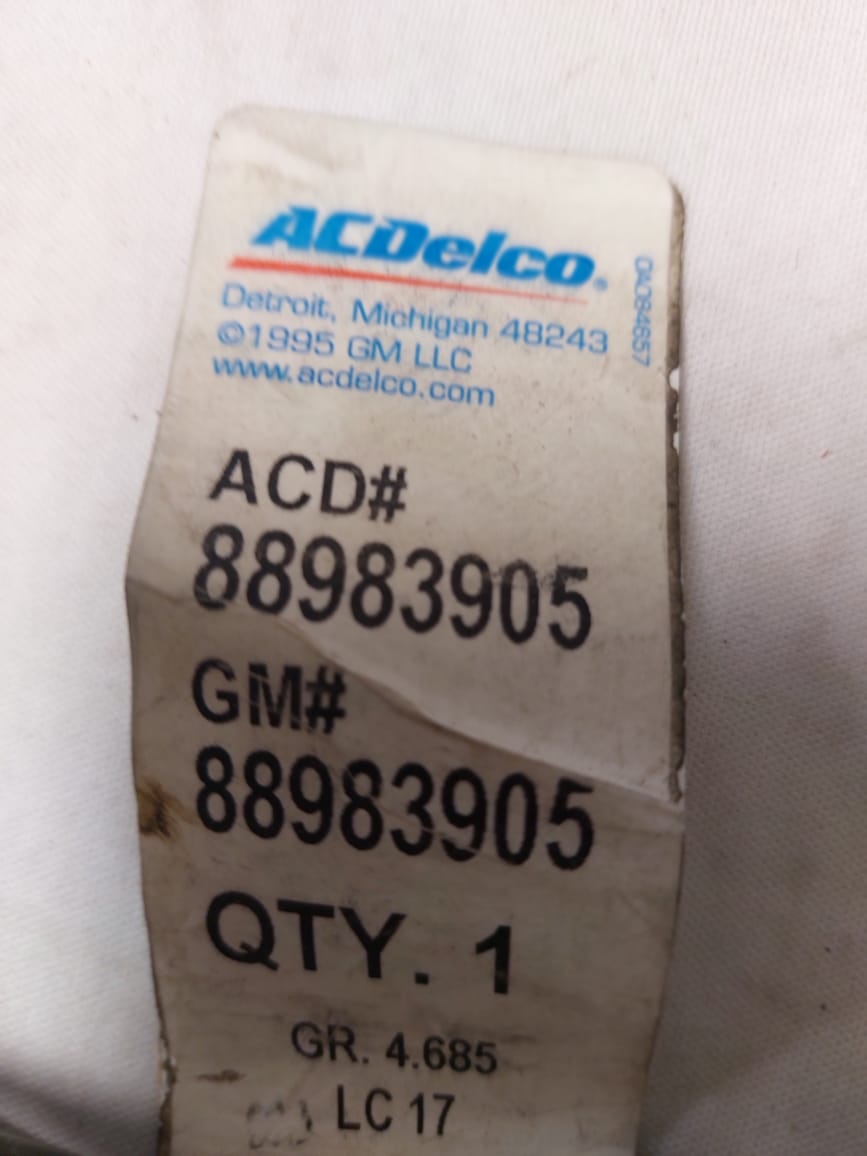 ACDelco®
Detroit, Michigan 48243
©1995 GM LLC
www.acdelco.com
DA084657
ACD#
88983905
GM#
88983905
QTY. 1
GR. 4.685
LC 17